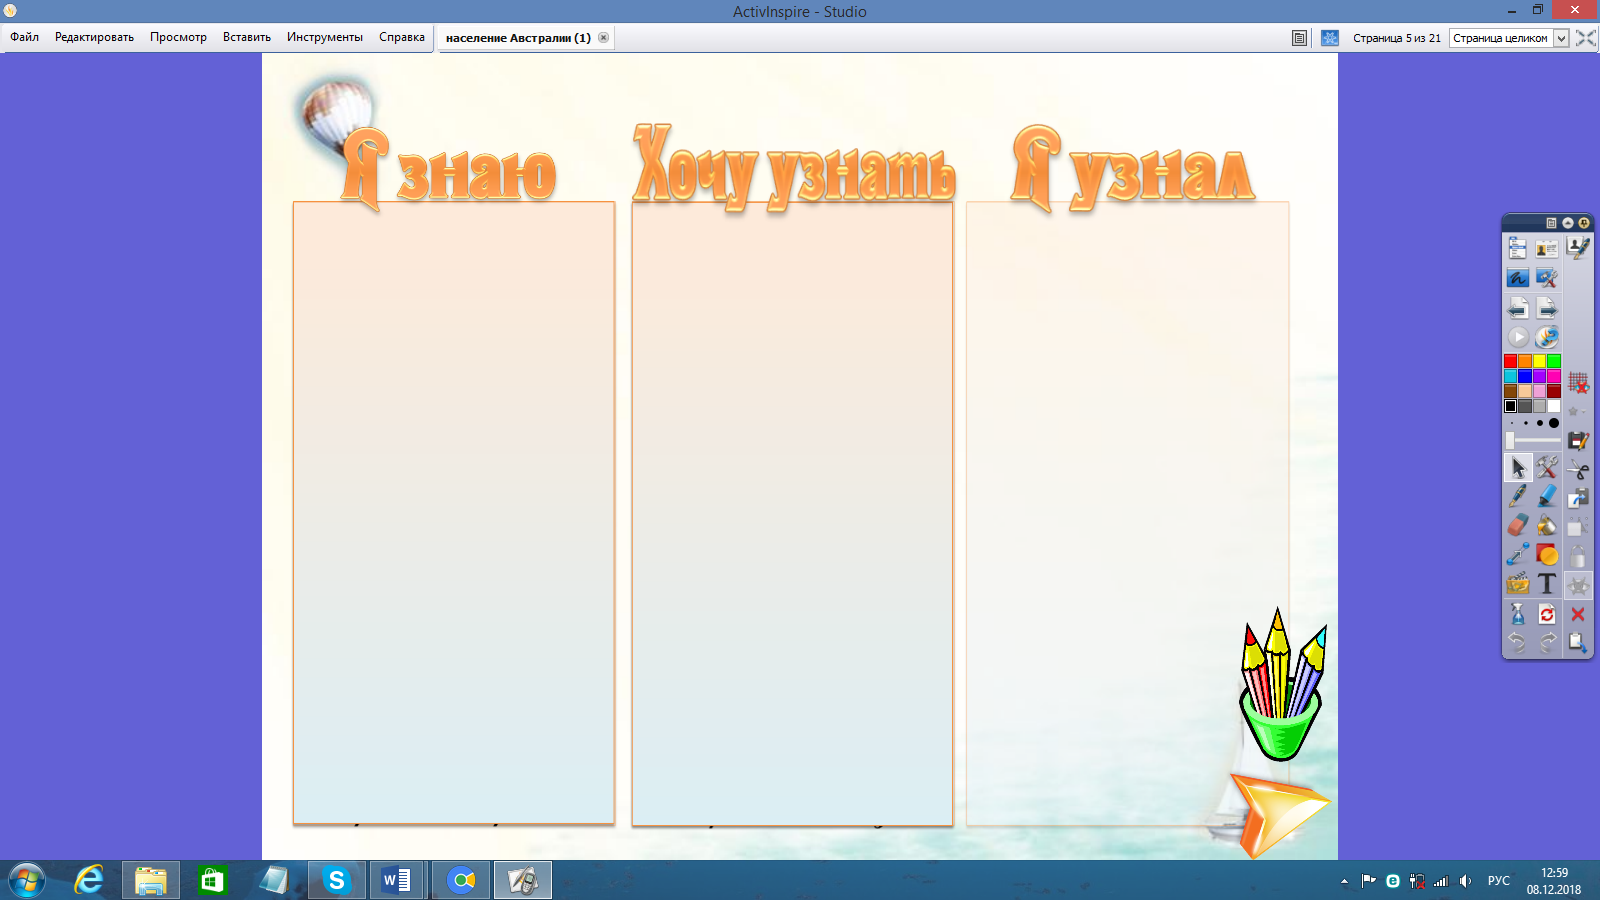 ActivInspire - Studio
Файл Редактировать Просмотр Вставить Инструменты Справка
население Австралии (1)
Страница 5 из 21
Страница целиком
Я знаю
Хочу узнать
Я узнал
РУС
12:59
08.12.2018